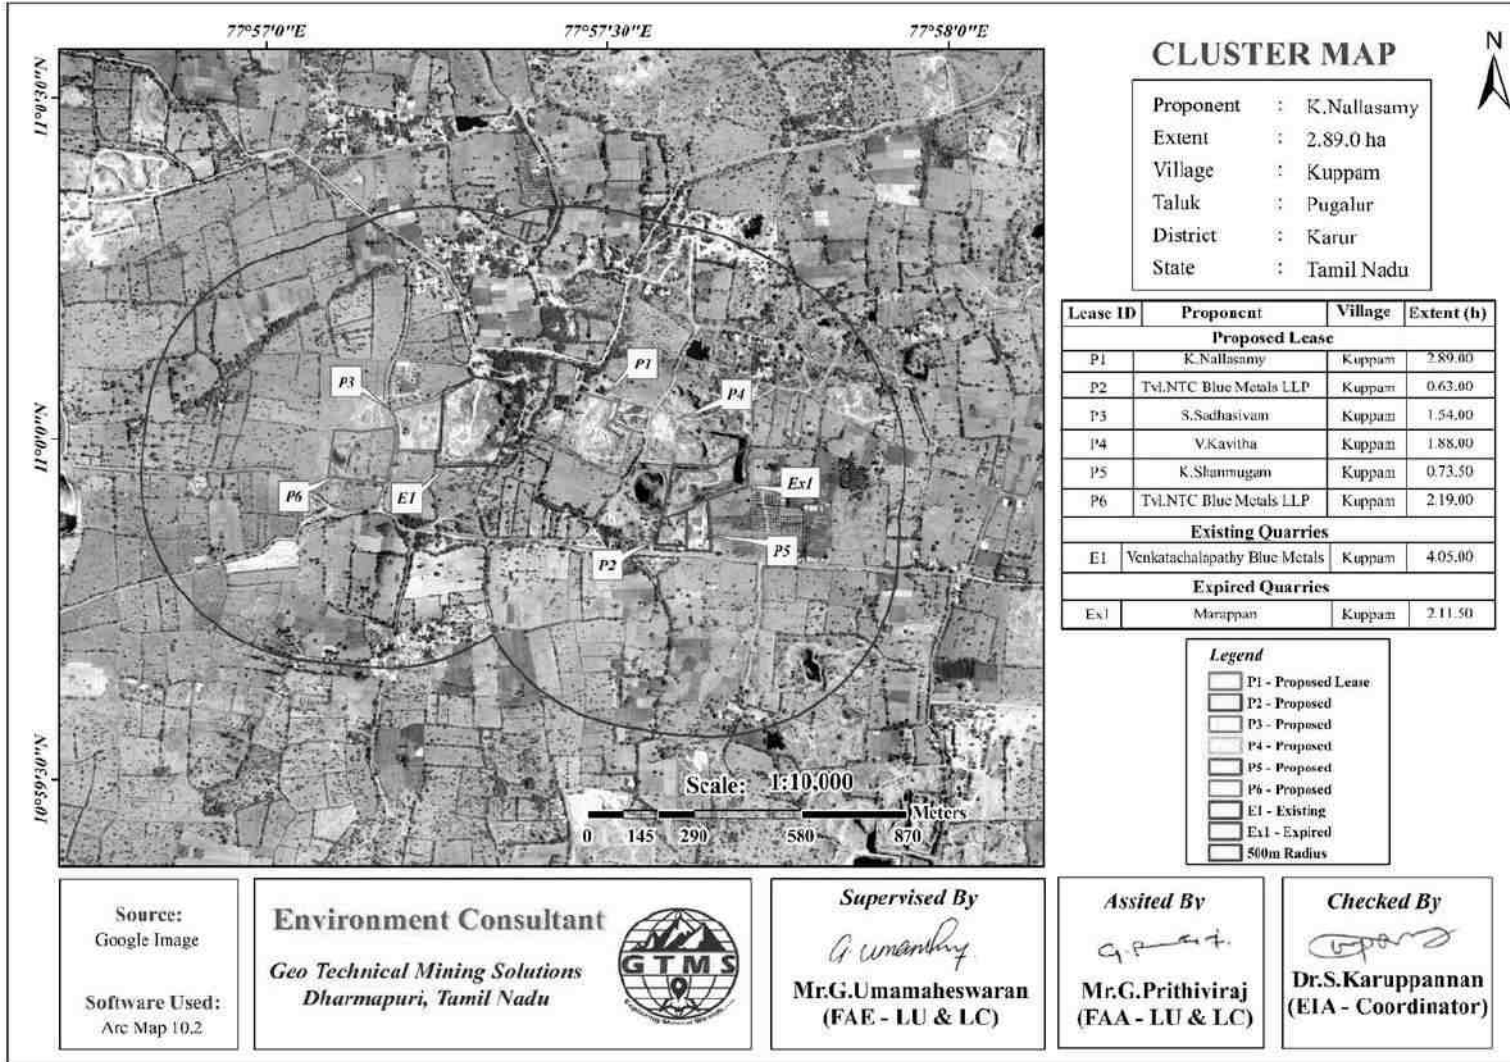 77°57'0"E
77°57'30"E
77°58'0"E
11°0'30"N
11°0'0"N
10°59'30"N
P1
P3
P4
P6
E1
Ex1
P2
P5
Scale: 1:10,000
Meters
0 145 290 580 870
N
CLUSTER MAP
Proponent : K.Nallasamy
Extent : 2.89.0 ha
Village : Kuppam
Taluk : Pugalur
District : Karur
State : Tamil Nadu
Lease ID Proponent Village Extent (h)
Proposed Lease
P1 K.Nallasamy Kuppam 2.89.00
P2 Tvl.NTC Blue Metals LLP Kuppam 0.63.00
P3 S.Sadhasivam Kuppam 1.54.00
P4 V.Kavitha Kuppam 1.88.00
P5 K.Shanmugam Kuppam 0.73.50
P6 Tvl.NTC Blue Metals LLP Kuppam 2.19.00
Existing Quarries
E1 Venkatachalapathy Blue Metals Kuppam 4.05.00
Expired Quarries
Ex1 Marappan Kuppam 2.11.50
Legend
P1 - Proposed Lease
P2 - Proposed
P3 - Proposed
P4 - Proposed
P5 - Proposed
P6 - Proposed
E1 - Existing
Ex1 - Expired
500m Radius
Source:
Google Image
Software Used:
Arc Map 10.2
Environment Consultant
Geo Technical Mining Solutions
Dharmapuri, Tamil Nadu
GTMS
Supervised By
Mr.G.Umamaheswaran
(FAE - LU & LC)
Assited By
Mr.G.Prithiviraj
(FAA - LU & LC)
Checked By
Dr.S.Karuppannan
(EIA - Coordinator)